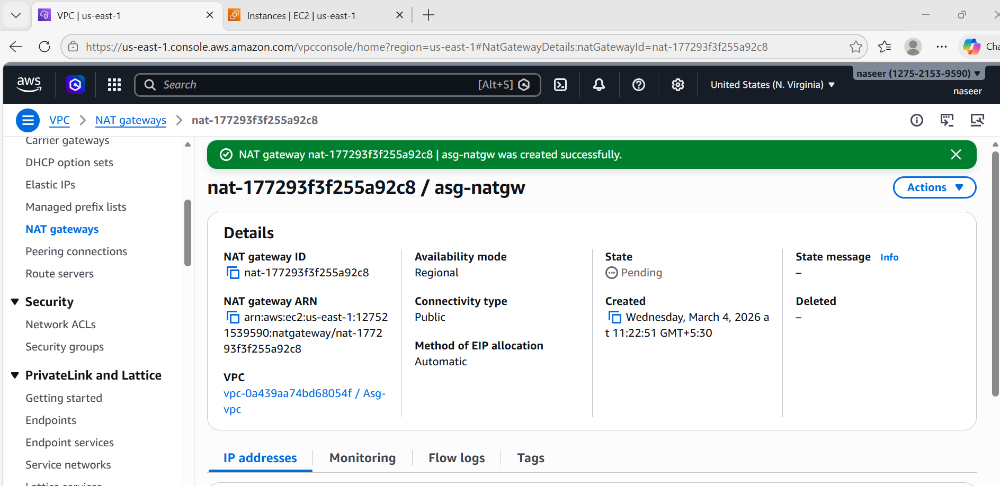 VPC | us-east-1
Instances | EC2 | us-east-1
https://us-east-1.console.aws.amazon.com/vpcconsole/home?region=us-east-1#NatGatewayDetails:natGatewayId=nat-177293f3f255a92c8
aws
Search
[Alt+S]
United States (N. Virginia)
naseer (1275-2153-9590)
naseer
VPC
NAT gateways
nat-177293f3f255a92c8
Carrier gateways
DHCP option sets
Elastic IPs
Managed prefix lists
NAT gateways
Peering connections
Route servers
Security
Network ACLs
Security groups
PrivateLink and Lattice
Getting started
Endpoints
Endpoint services
Service networks
NAT gateway nat-177293f3f255a92c8 | asg-natgw was created successfully.
nat-177293f3f255a92c8 / asg-natgw
Actions
Details
NAT gateway ID
nat-177293f3f255a92c8
NAT gateway ARN
arn:aws:ec2:us-east-1:12752
1539590:natgateway/nat-1772
93f3f255a92c8
VPC
vpc-0a439aa74bd68054f / Asg-
vpc
Availability mode
Regional
Connectivity type
Public
Method of EIP allocation
Automatic
State
Pending
Created
Wednesday, March 4, 2026 a
t 11:22:51 GMT+5:30
State message Info
–
Deleted
–
IP addresses
Monitoring
Flow logs
Tags